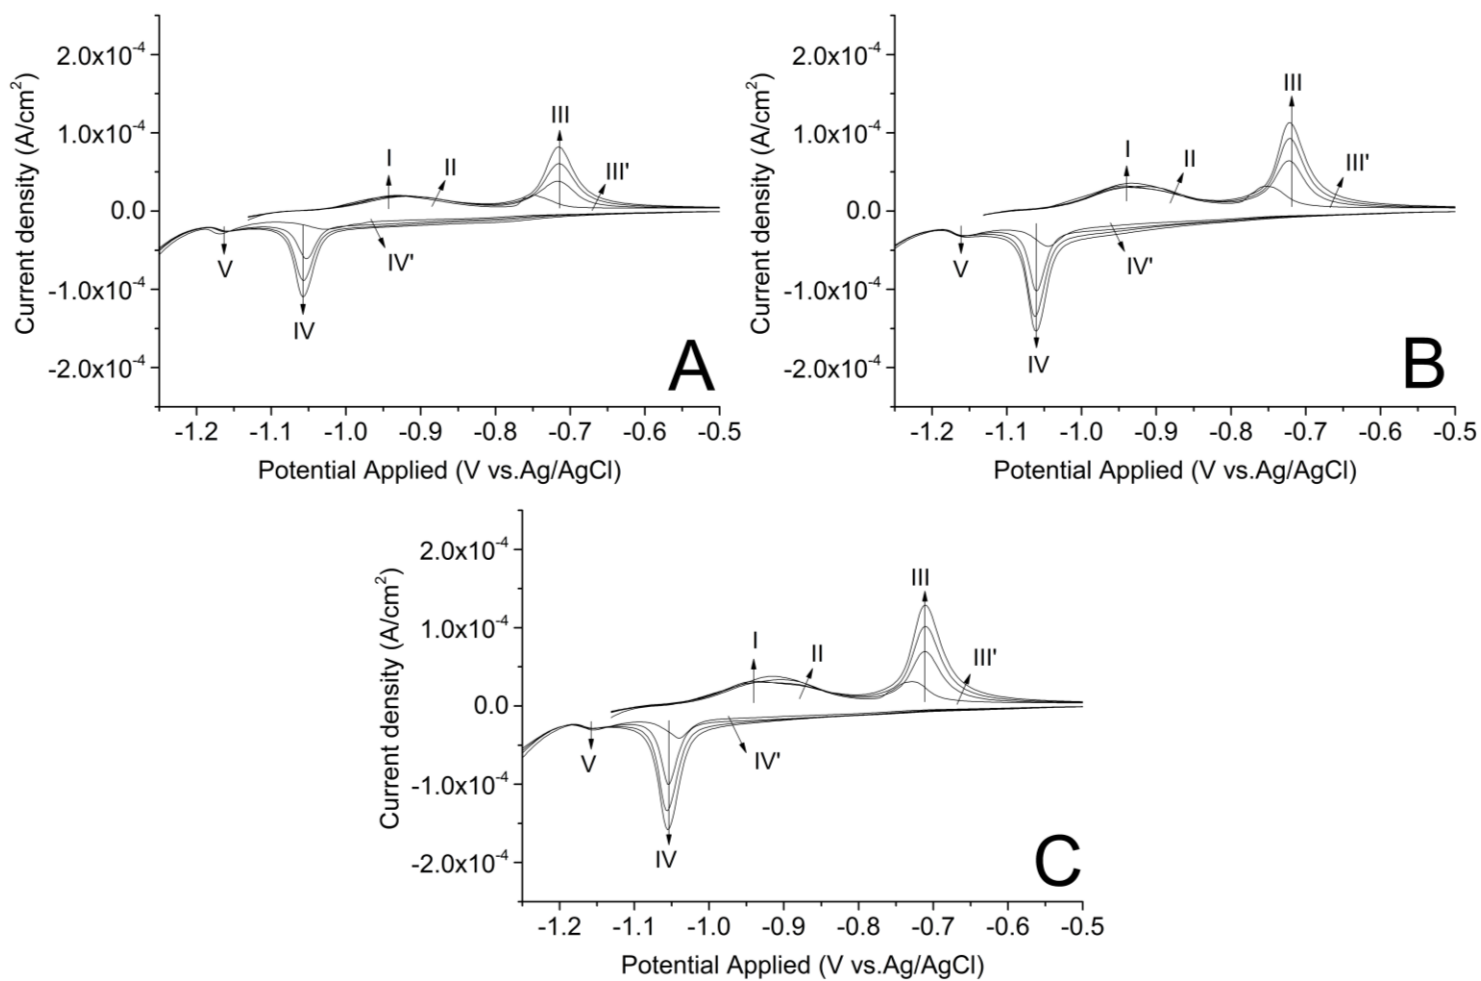 2.0x10-4
1.0x10-4
0.0
-1.0x10-4
-2.0x10-4
Current density (A/cm2)
I
II
III
III'
IV'
V
IV
A
-1.2 -1.1 -1.0 -0.9 -0.8 -0.7 -0.6 -0.5
Potential Applied (V vs.Ag/AgCl)
2.0x10-4
1.0x10-4
0.0
-1.0x10-4
-2.0x10-4
Current density (A/cm2)
I
II
III
III'
IV'
V
IV
B
-1.2 -1.1 -1.0 -0.9 -0.8 -0.7 -0.6 -0.5
Potential Applied (V vs.Ag/AgCl)
2.0x10-4
1.0x10-4
0.0
-1.0x10-4
-2.0x10-4
Current density (A/cm2)
I
II
III
III'
IV'
V
IV
C
-1.2 -1.1 -1.0 -0.9 -0.8 -0.7 -0.6 -0.5
Potential Applied (V vs.Ag/AgCl)